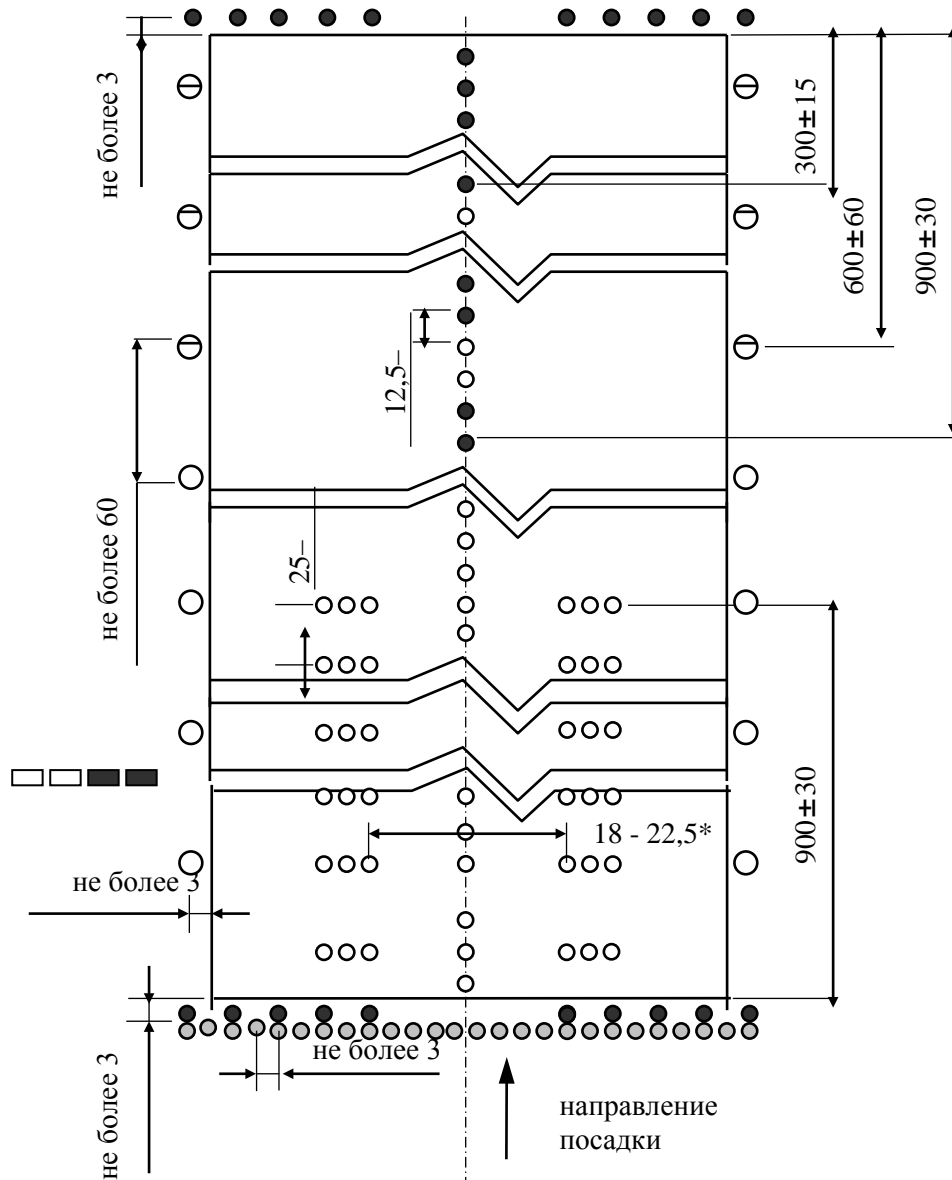 не более 3
300±15
600±60
900±30
12,5–
не более 60
25–
18 - 22,5*
900±30
не более 3
не более 3
не более 3
направление
посадки